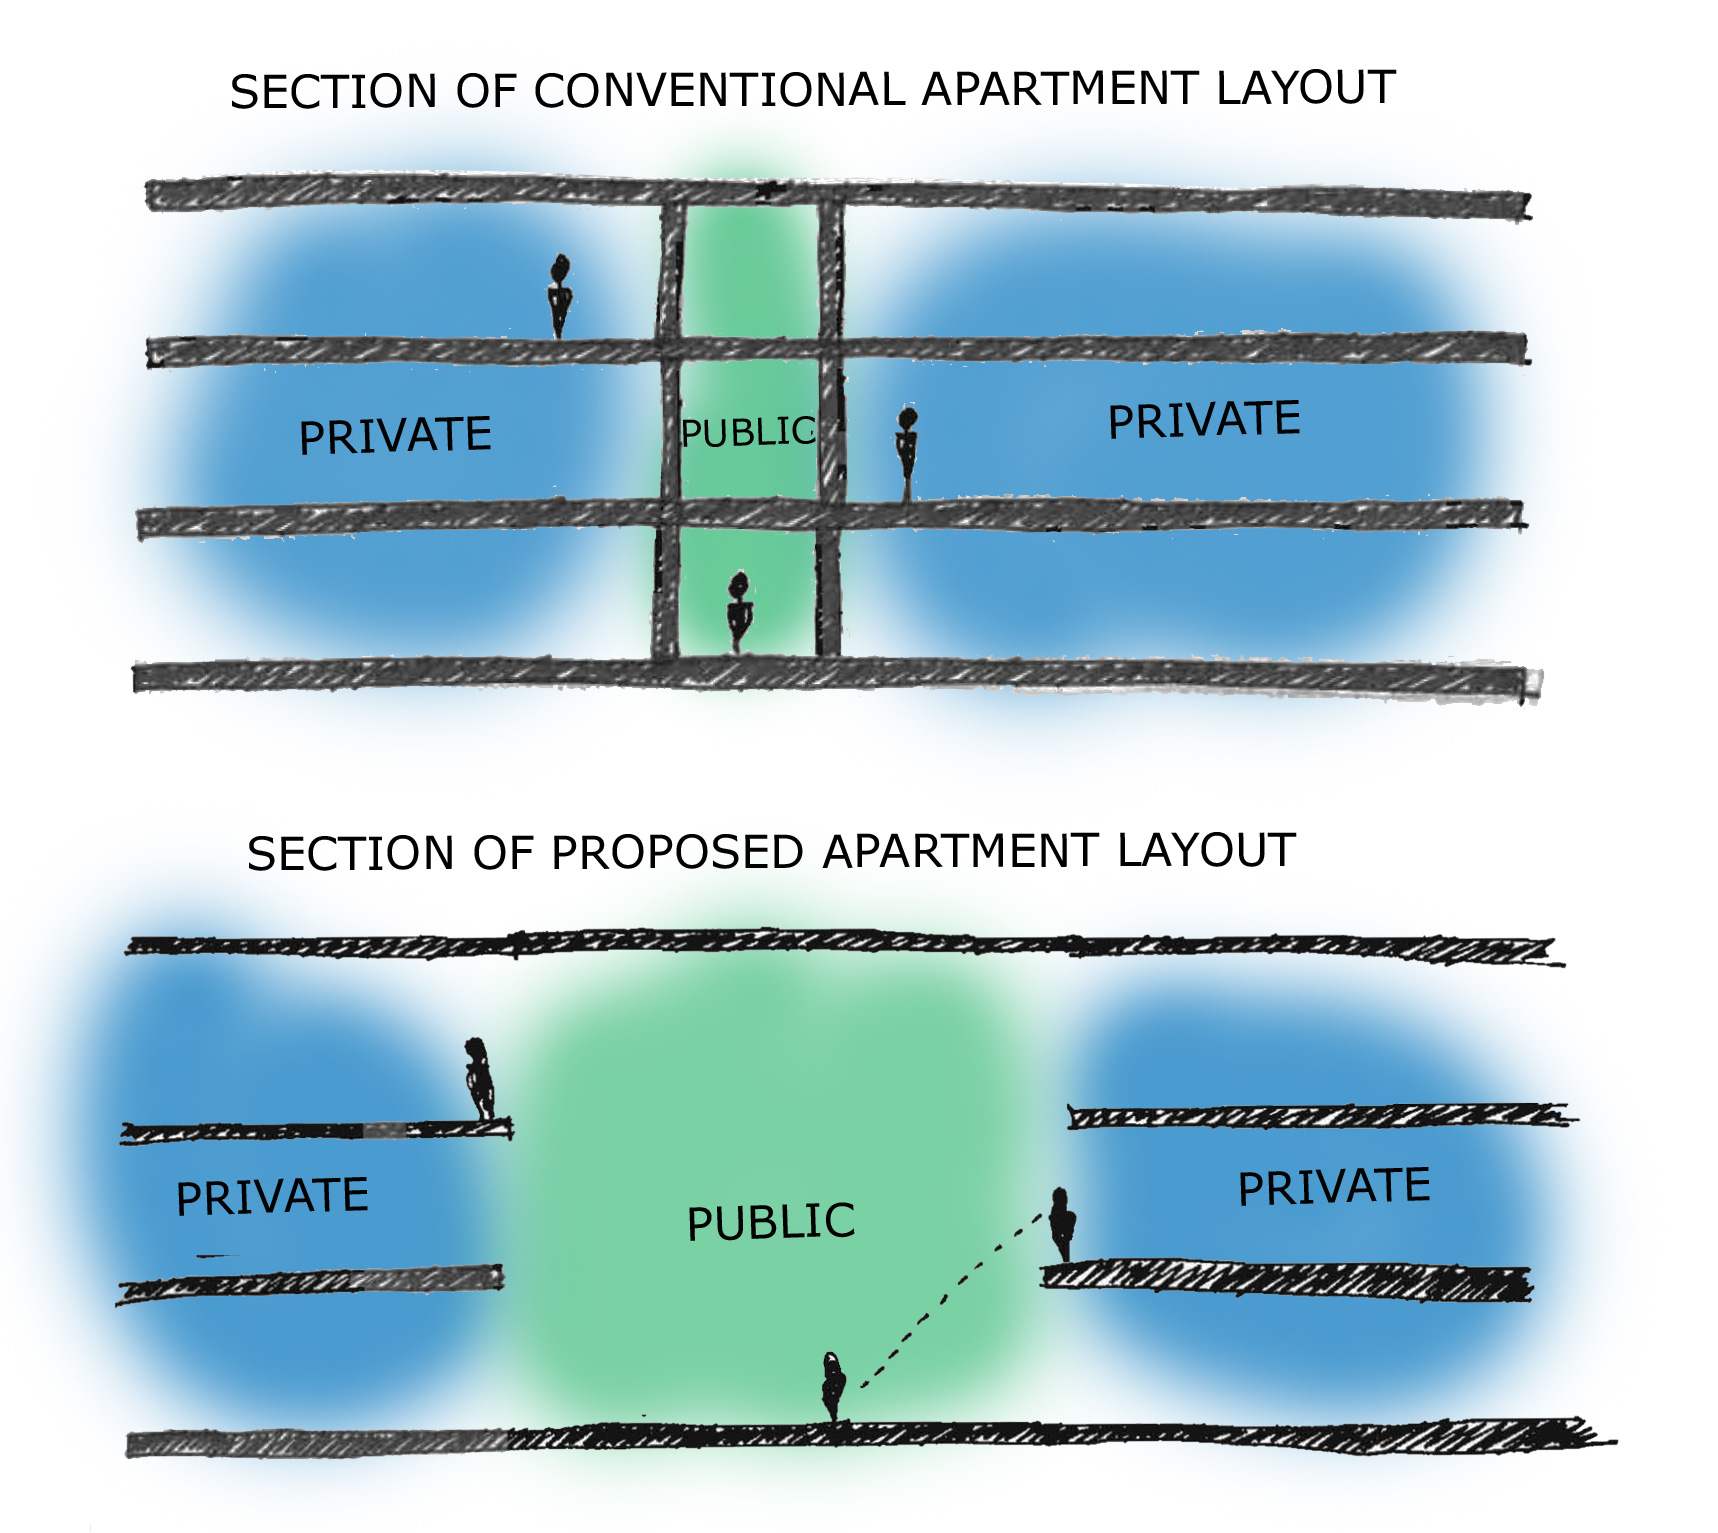 SECTION OF CONVENTIONAL APARTMENT LAYOUT
PRIVATE
PUBLIC
PRIVATE
SECTION OF PROPOSED APARTMENT LAYOUT
PRIVATE
PUBLIC
PRIVATE